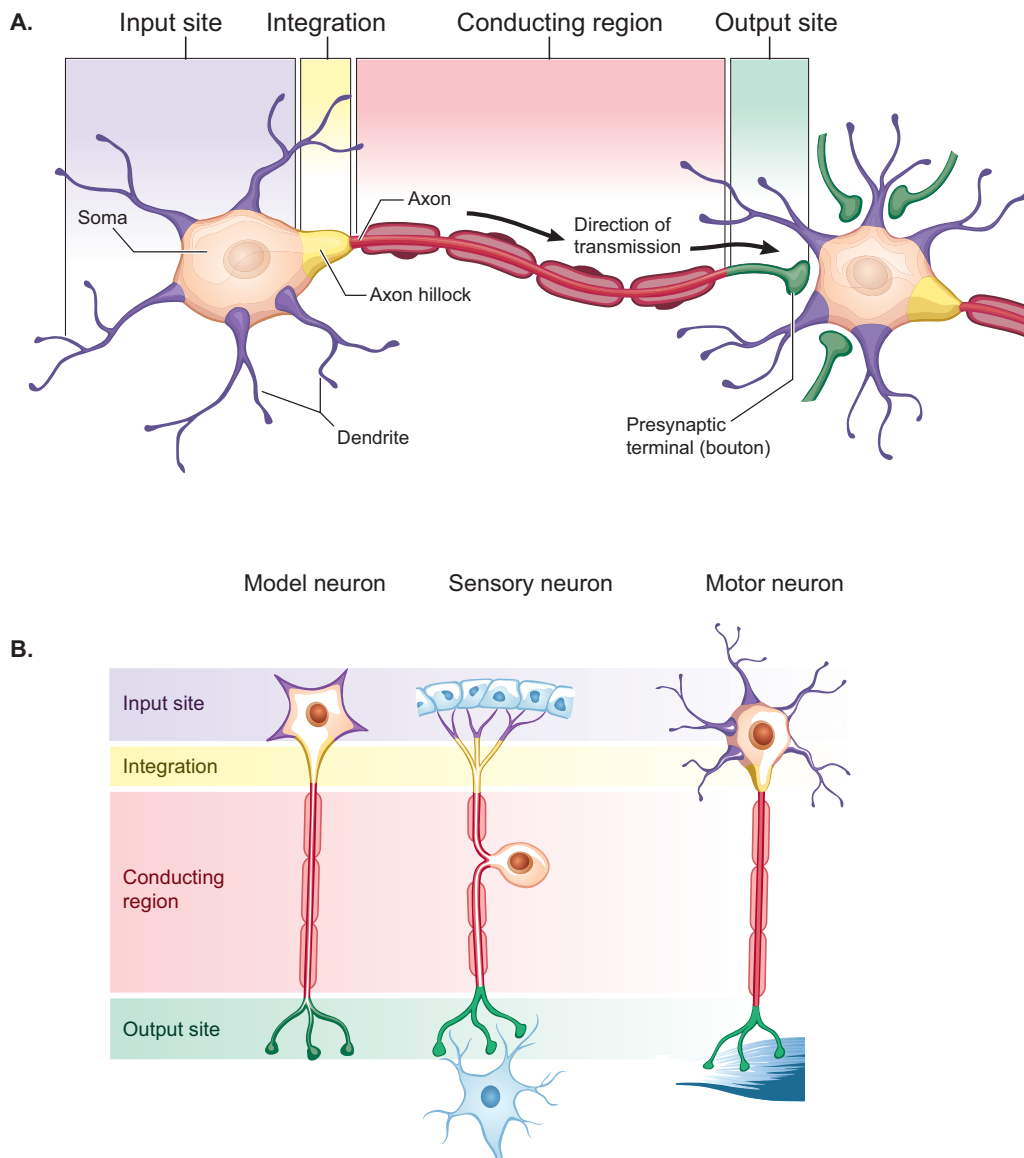 A.
Input site
Integration
Conducting region
Output site
Soma
Axon
Direction of
transmission
Axon hillock
Dendrite
Presynaptic
terminal (bouton)
Model neuron
Sensory neuron
Motor neuron
B.
Input site
Integration
Conducting
region
Output site